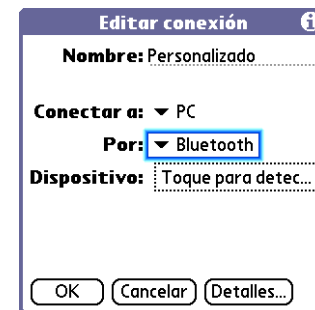 Editar conexión
Nombre: Personalizado
Conectar a: PC
Por: Bluetooth
Dispositivo: Toque para detec...
OK Cancelar Detalles...